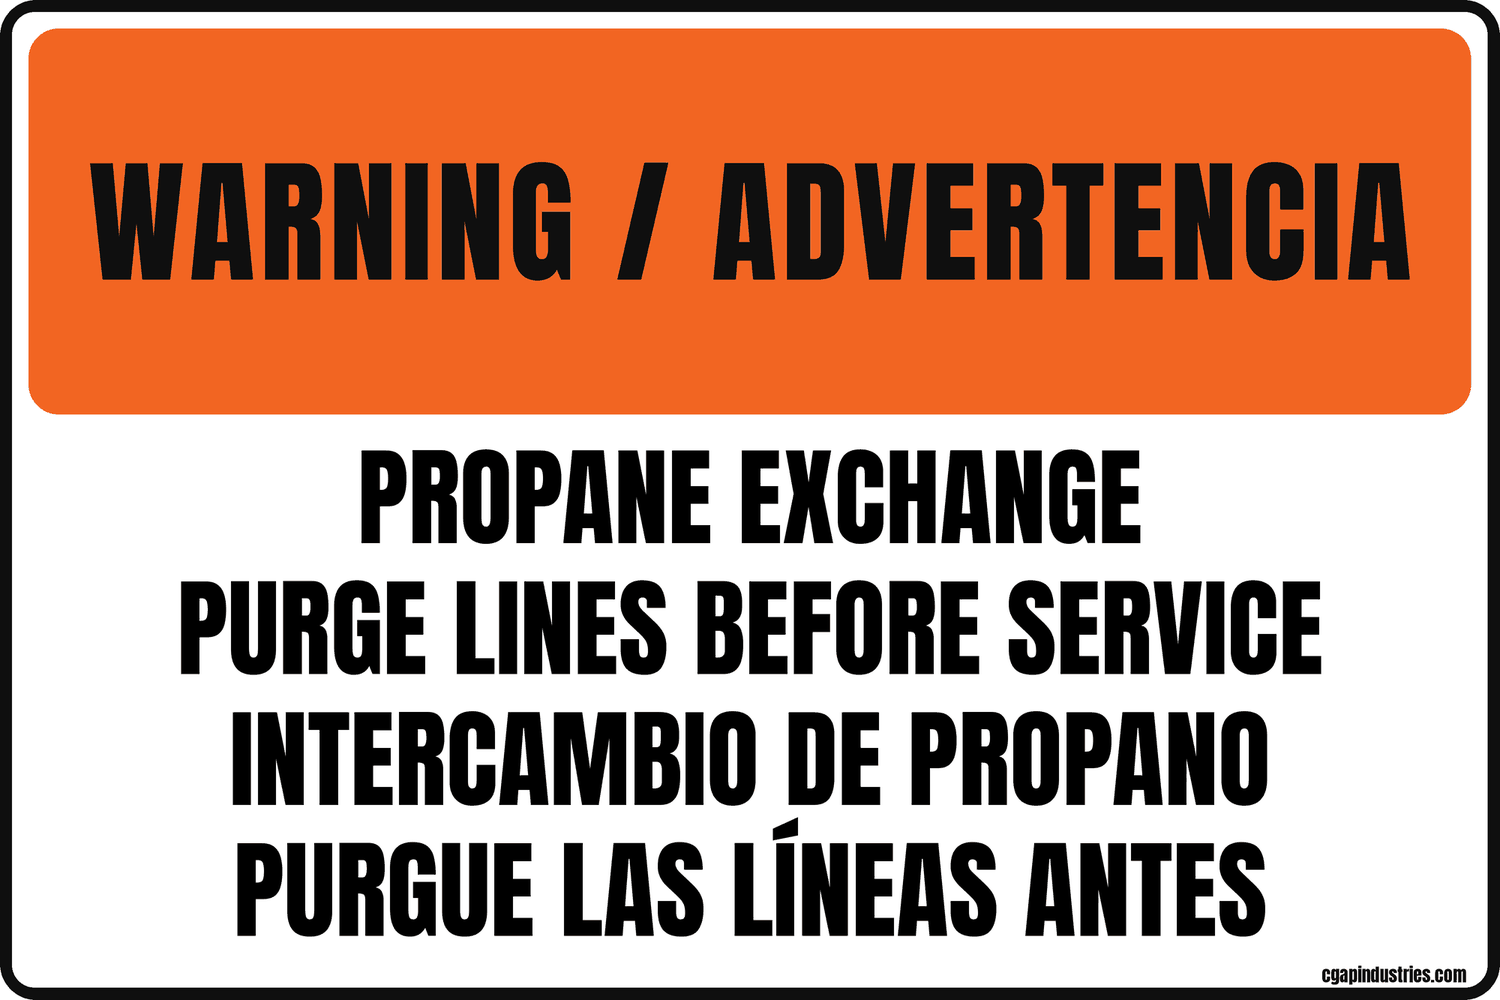 WARNING / ADVERTENCIA
PROPANE EXCHANGE
PURGE LINES BEFORE SERVICE
INTERCAMBIO DE PROPANO
PURGUE LAS LÍNEAS ANTES
cgapindustries.com